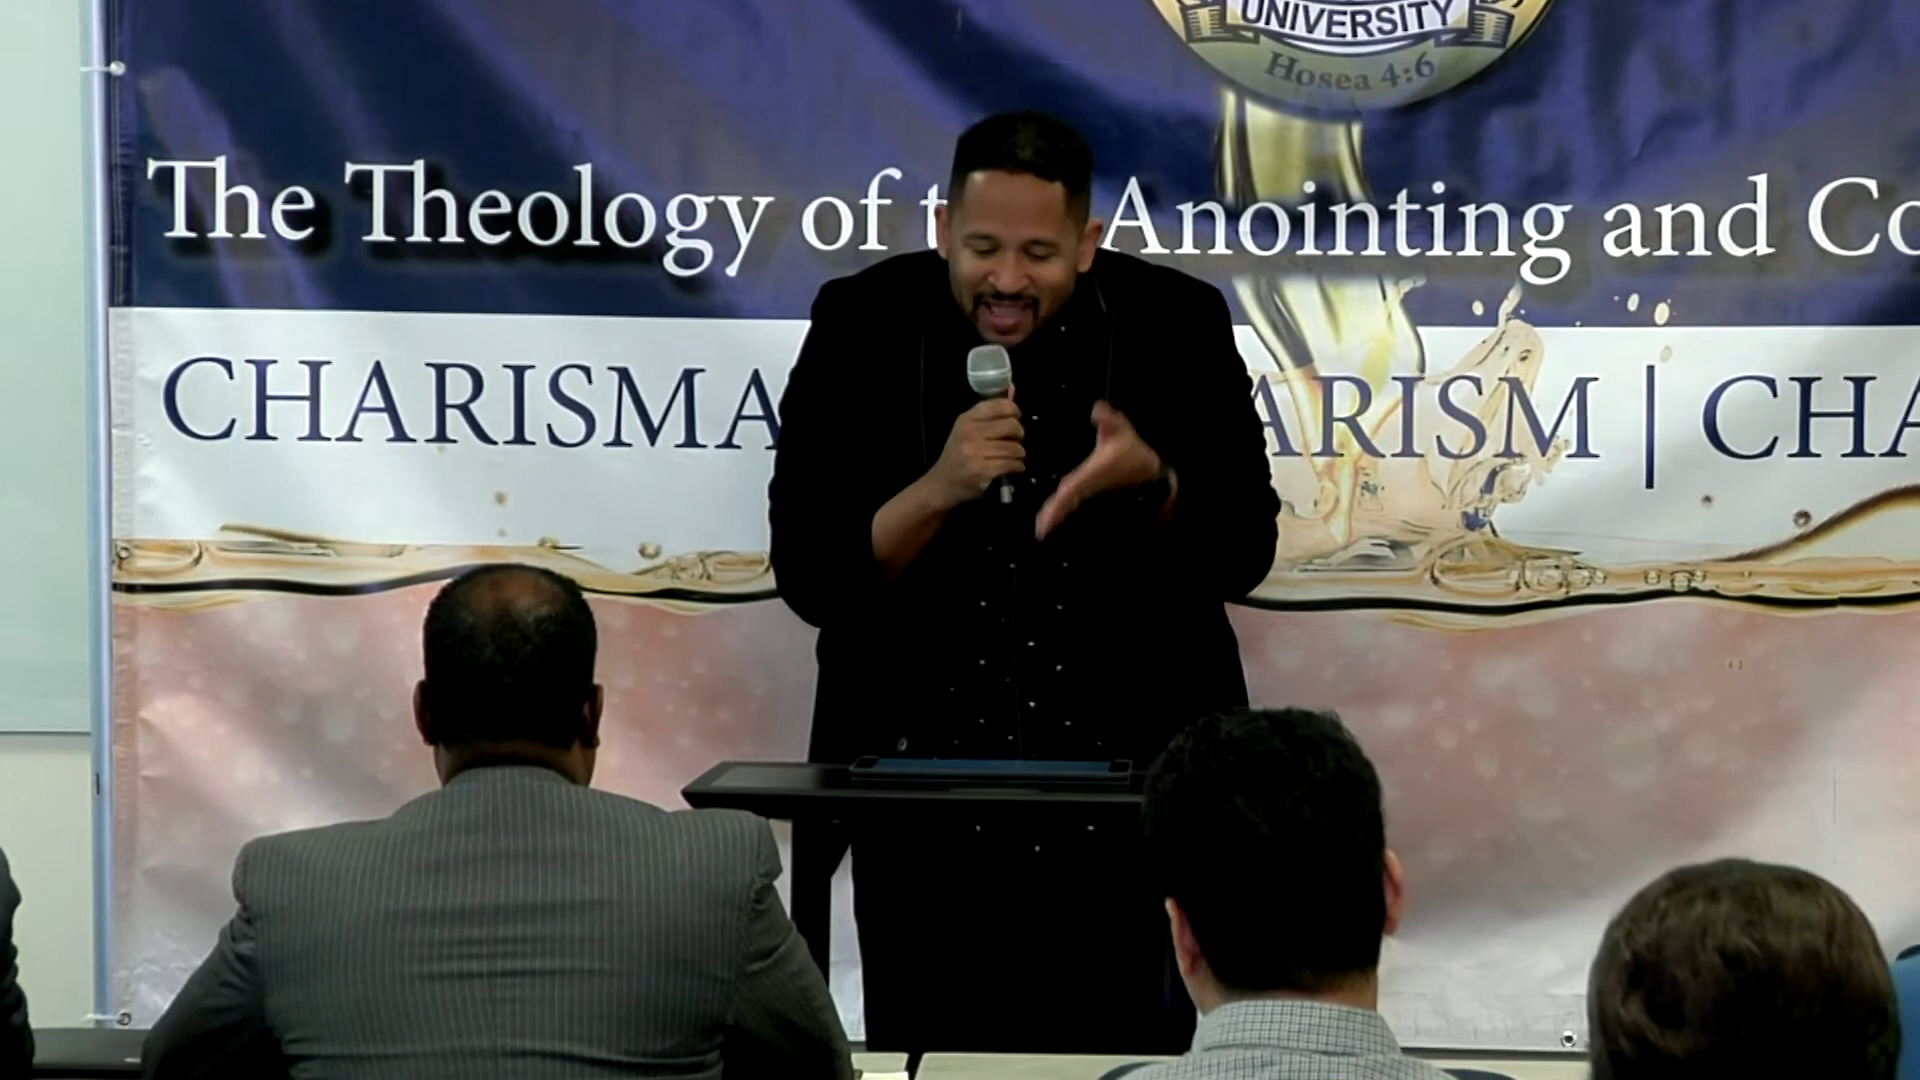 UNIVERSITY
Hosea 4:6
The Theology of t Anointing and Co
CHARISMA ARISM | CHA